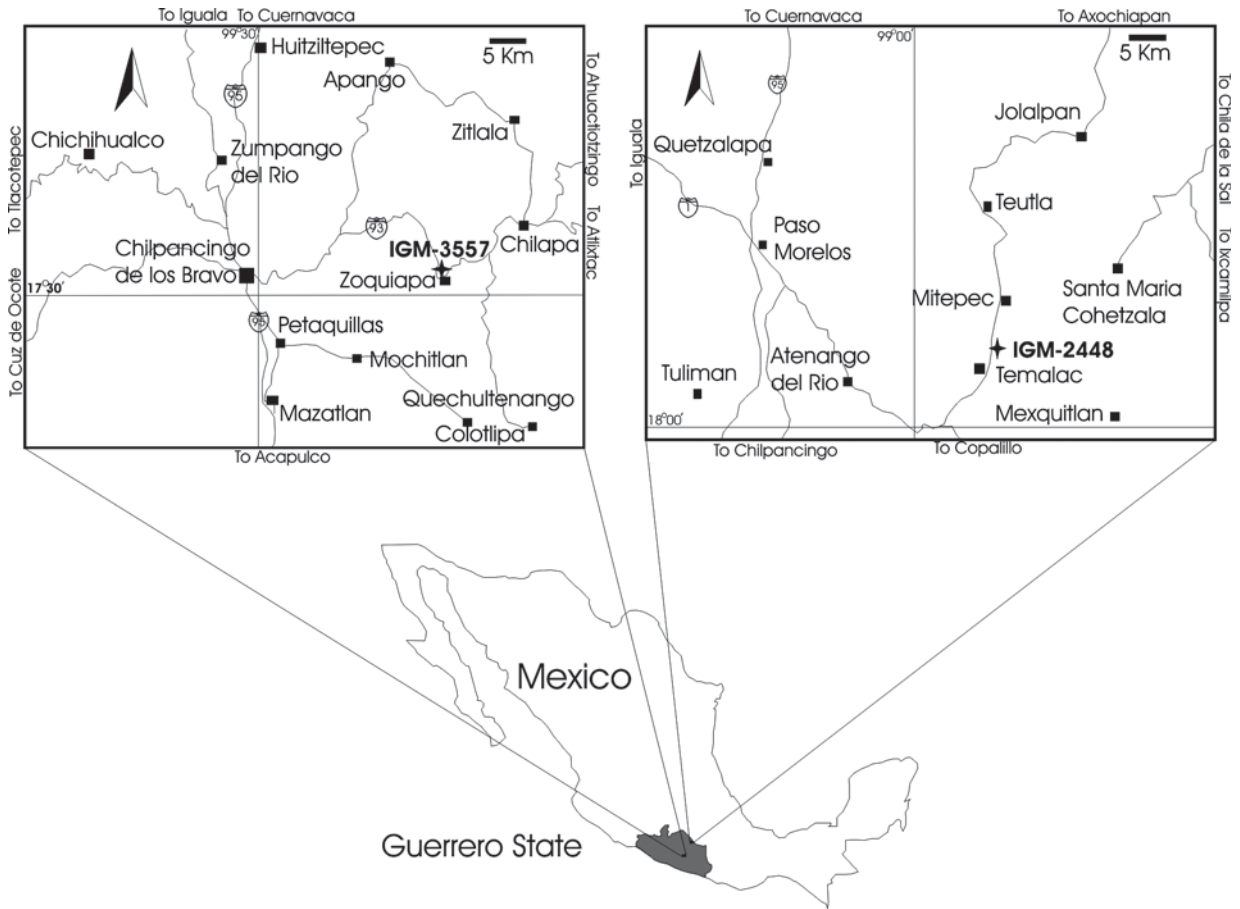 To Iguala
To Cuernavaca
99°30'
Huitziltepec
5 Km
Apango
95
Chichihualco
Zumpango
del Rio
Zitlala
93
Chilpancingo
de los Bravo
IGM-3557
Chilapa
Zoquiapa
17°30'
95
Petaquillas
Mochitlan
Mazatlan
Quechultenango
Colotlipa
To Tlacotepec
To Cuz de Ocote
To Ahuactiotzingo
To Atlixtac
To Acapulco
To Cuernavaca
To Axochiapan
99°00'
5 Km
95
Jolalpan
Quetzalapa
1
Teutla
Paso
Morelos
Mitepec
Santa Maria
Cohetzala
IGM-2448
Atenango
del Rio
Tuliman
Temalac
Mexquitlan
18°00'
To Iguala
To Chila de la Sal
To Ixcamilpa
To Chilpancingo
To Copalillo
Mexico
Guerrero State